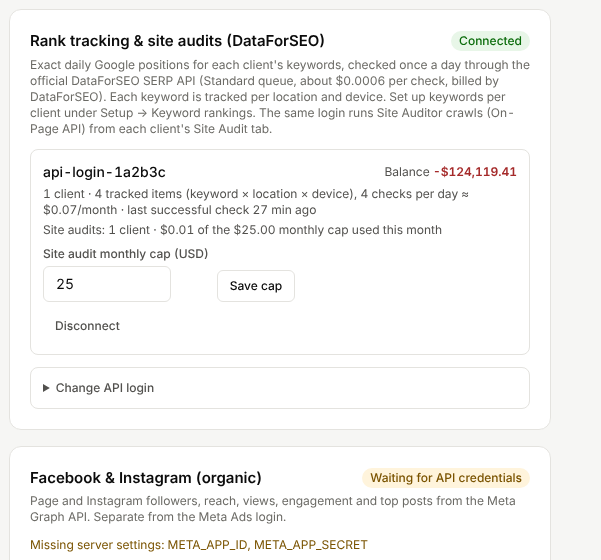 Rank tracking & site audits (DataForSEO)
Connected
Exact daily Google positions for each client's keywords, checked once a day through the
official DataForSEO SERP API (Standard queue, about $0.0006 per check, billed by
DataForSEO). Each keyword is tracked per location and device. Set up keywords per
client under Setup → Keyword rankings. The same login runs Site Auditor crawls (On-
Page API) from each client's Site Audit tab.
api-login-1a2b3c
Balance -$124,119.41
1 client · 4 tracked items (keyword × location × device), 4 checks per day ≈
$0.07/month · last successful check 27 min ago
Site audits: 1 client · $0.01 of the $25.00 monthly cap used this month
Site audit monthly cap (USD)
25
Save cap
Disconnect
Change API login
Facebook & Instagram (organic)
Waiting for API credentials
Page and Instagram followers, reach, views, engagement and top posts from the Meta
Graph API. Separate from the Meta Ads login.
Missing server settings: META_APP_ID, META_APP_SECRET